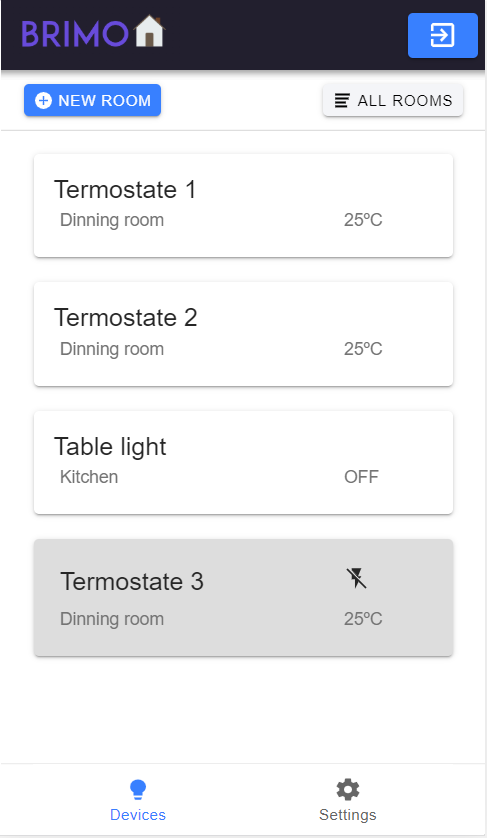 BRIMO
NEW ROOM
ALL ROOMS
Termostate 1
Dinning room 25ºC
Termostate 2
Dinning room 25ºC
Table light
Kitchen OFF
Termostate 3
Dinning room 25ºC
Devices Settings